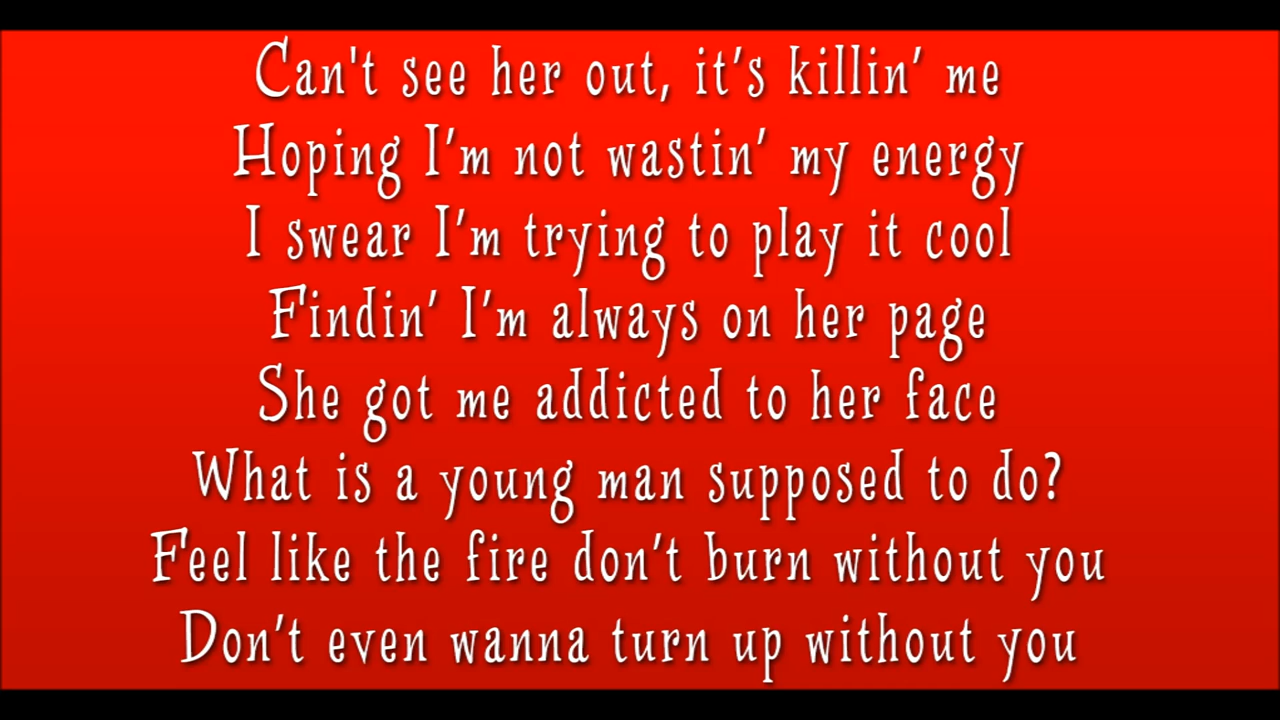 Can't see her out, it's killin' me
Hoping I'm not wastin' my energy
I swear I'm trying to play it cool
Findin' I'm always on her page
She got me addicted to her face
What is a young man supposed to do?
Feel like the fire don't burn without you
Don't even wanna turn up without you